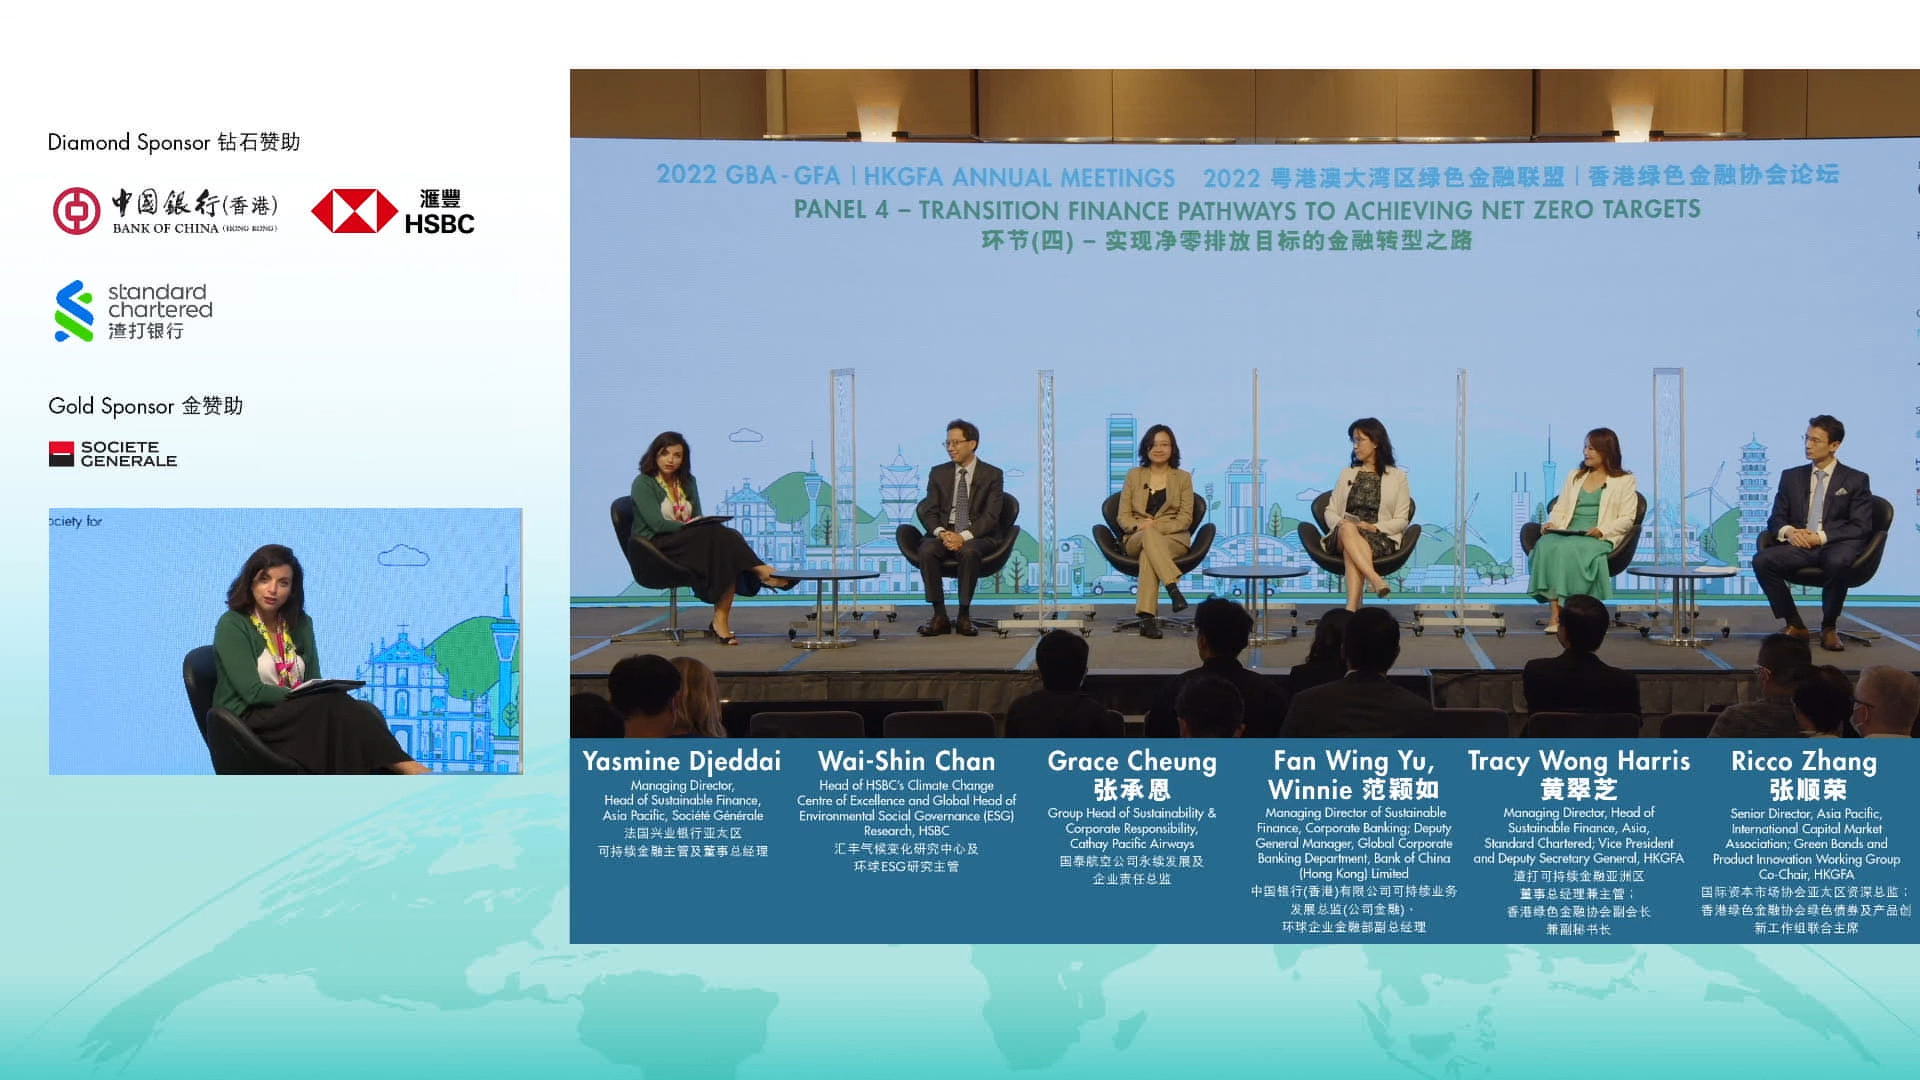 Diamond Sponsor 钻石赞助
中国銀行(香港)
BANK OF CHINA (HONG KONG)
滙豐
HSBC
standard
chartered
渣打银行
Gold Sponsor 金赞助
SOCIETE
GENERALE
ociety for
2022 GBA-GFA | HKGFA ANNUAL MEETINGS 2022 粤港澳大湾区绿色金融联盟 | 香港绿色金融协会论坛
PANEL 4 – TRANSITION FINANCE PATHWAYS TO ACHIEVING NET ZERO TARGETS
环节(四) – 实现净零排放目标的金融转型之路
Yasmine Djeddai
Managing Director,
Head of Sustainable Finance,
Asia Pacific, Société Générale
法国兴业银行亚太区
可持续金融主管及董事总经理
Wai-Shin Chan
Head of HSBC's Climate Change
Centre of Excellence and Global Head of
Environmental Social Governance (ESG)
Research, HSBC
汇丰气候变化研究中心及
环球ESG研究主管
Grace Cheung
张承恩
Group Head of Sustainability &
Corporate Responsibility,
Cathay Pacific Airways
国泰航空公司永续发展及
企业责任总监
Fan Wing Yu,
Winnie 范颖如
Managing Director of Sustainable
Finance, Corporate Banking; Deputy
General Manager, Global Corporate
Banking Department, Bank of China
(Hong Kong) Limited
中国银行(香港)有限公司可持续业务
发展总监(公司金融)、
环球企业金融部副总经理
Tracy Wong Harris
黄翠芝
Managing Director, Head of
Sustainable Finance, Asia,
Standard Chartered; Vice President
and Deputy Secretary General, HKGFA
渣打可持续金融亚洲区
董事总经理兼主管；
香港绿色金融协会副会长
兼副秘书长
Ricco Zhang
张顺荣
Senior Director, Asia Pacific,
International Capital Market
Association; Green Bonds and
Product Innovation Working Group
Co-Chair, HKGFA
国际资本市场协会亚太区资深总监；
香港绿色金融协会绿色债券及产品创
新工作组联合主席